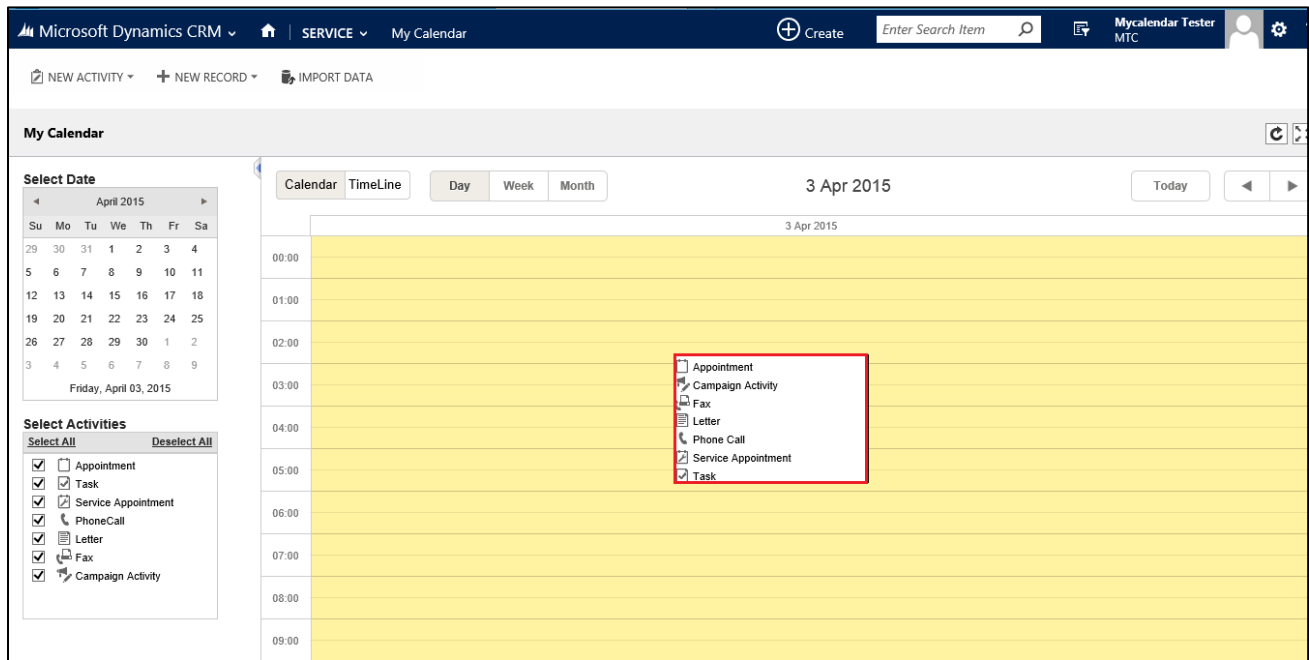 Microsoft Dynamics CRM SERVICE My Calendar Create Enter Search Item Mycalendar Tester
MTC
NEW ACTIVITY NEW RECORD IMPORT DATA
My Calendar
Select Date
April 2015
Su Mo Tu We Th Fr Sa
29 30 31 1 2 3 4
5 6 7 8 9 10 11
12 13 14 15 16 17 18
19 20 21 22 23 24 25
26 27 28 29 30 1 2
3 4 5 6 7 8 9
Friday, April 03, 2015
Select Activities
Select All Deselect All
Appointment
Task
Service Appointment
PhoneCall
Letter
Fax
Campaign Activity
Calendar TimeLine Day Week Month 3 Apr 2015 Today
3 Apr 2015
00:00
01:00
02:00
03:00
04:00
05:00
06:00
07:00
08:00
09:00
Appointment
Campaign Activity
Fax
Letter
Phone Call
Service Appointment
Task